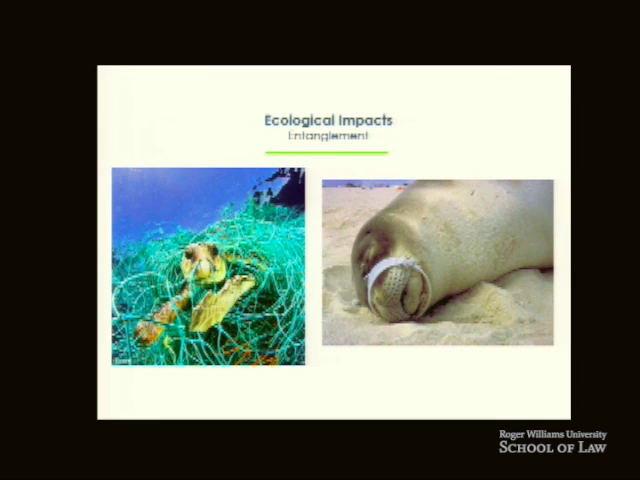 Ecological Impacts
Entanglement
Roger Williams University
SCHOOL OF LAW